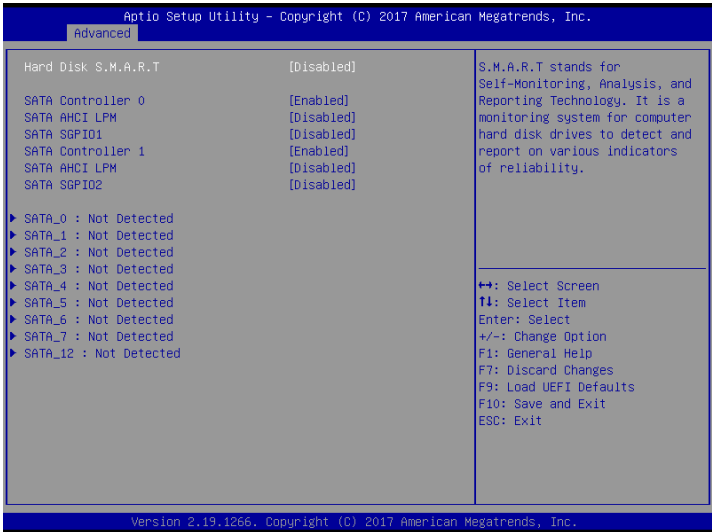 Aptio Setup Utility – Copyright (C) 2017 American Megatrends, Inc.
Advanced
Hard Disk S.M.A.R.T [Disabled]
SATA Controller 0 [Enabled]
SATA AHCI LPM [Disabled]
SATA SGPIO1 [Disabled]
SATA Controller 1 [Enabled]
SATA AHCI LPM [Disabled]
SATA SGPIO2 [Disabled]
SATA_0 : Not Detected
SATA_1 : Not Detected
SATA_2 : Not Detected
SATA_3 : Not Detected
SATA_4 : Not Detected
SATA_5 : Not Detected
SATA_6 : Not Detected
SATA_7 : Not Detected
SATA_12 : Not Detected
S.M.A.R.T stands for
Self-Monitoring, Analysis, and
Reporting Technology. It is a
monitoring system for computer
hard disk drives to detect and
report on various indicators
of reliability.
↔: Select Screen
↑↓: Select Item
Enter: Select
+/-: Change Option
F1: General Help
F7: Discard Changes
F9: Load UEFI Defaults
F10: Save and Exit
ESC: Exit
Version 2.19.1266. Copyright (C) 2017 American Megatrends, Inc.